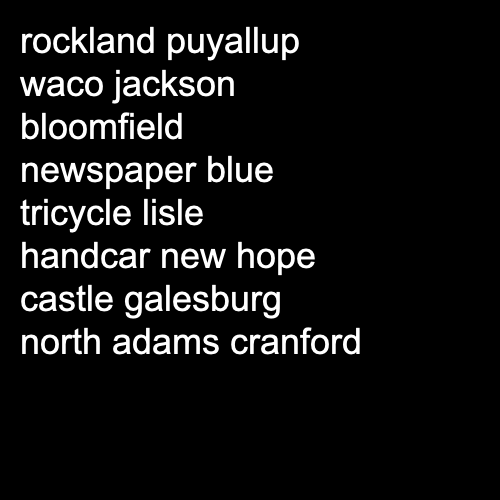 rockland puyallup
waco jackson
bloomfield
newspaper blue
tricycle lisle
handcar new hope
castle galesburg
north adams cranford